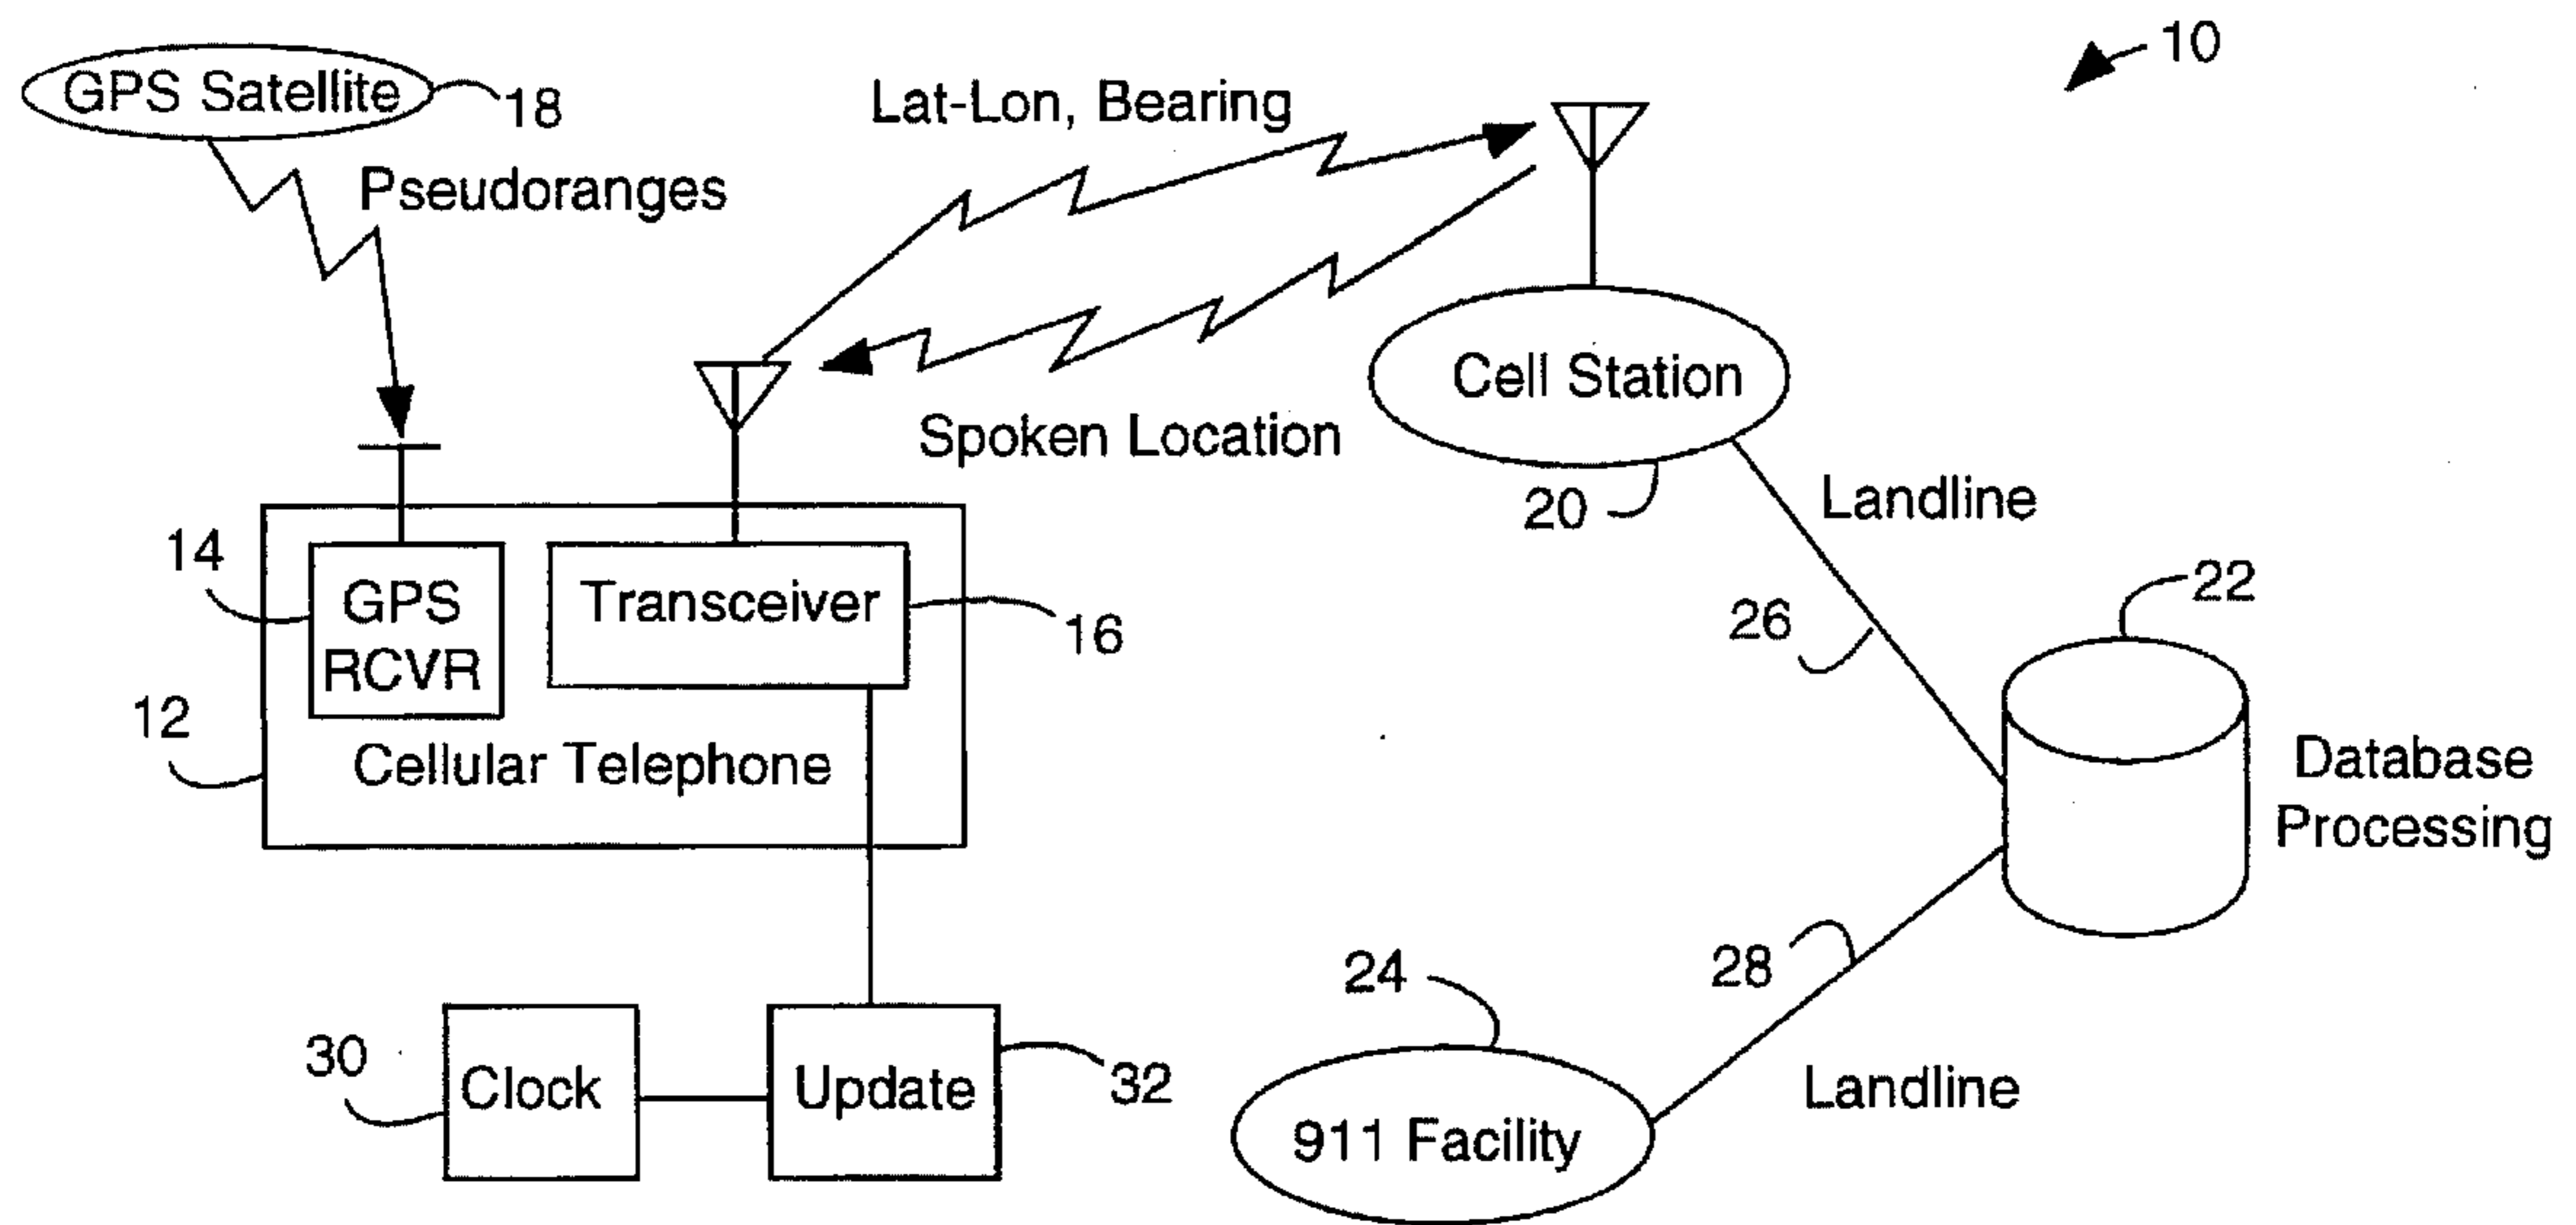 10
GPS Satellite
18
Lat-Lon, Bearing
Pseudoranges
Cell Station
Spoken Location
20
Landline
14
GPS
RCVR
Transceiver
16
26
22
12
Cellular Telephone
Database
Processing
24
28
30
Clock
Update
32
Landline
911 Facility